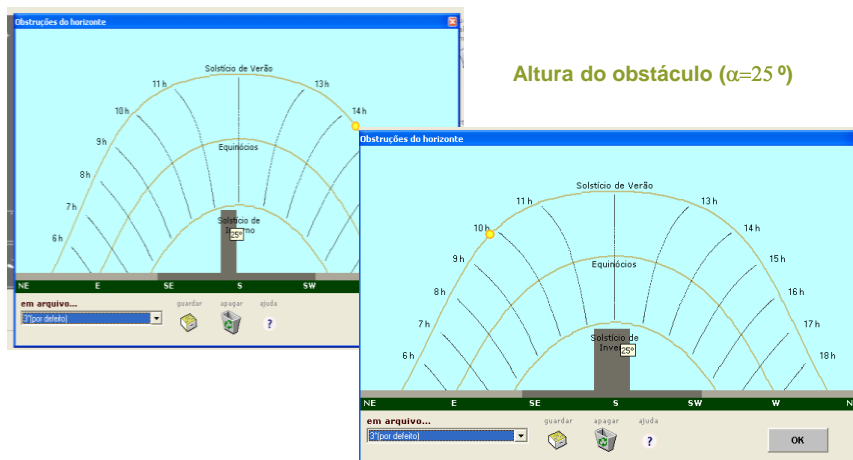 Obstruções do horizonte
Altura do obstáculo (α=25 º)
Solstício de Verão
11 h
13 h
10 h
14 h
9 h
Equinócios
8 h
7 h
Solstício de
25º
6 h
NE E SE S SW
em arquivo...
guardar apagar ajuda
3°(por defeito)
?
Obstruções do horizonte
Solstício de Verão
11 h
13 h
10 h
14 h
9 h
15 h
Equinócios
8 h
16 h
7 h
17 h
Solstício de
25º
6 h
18 h
NE E SE S SW W N
em arquivo...
guardar apagar ajuda
3°(por defeito)
?
OK